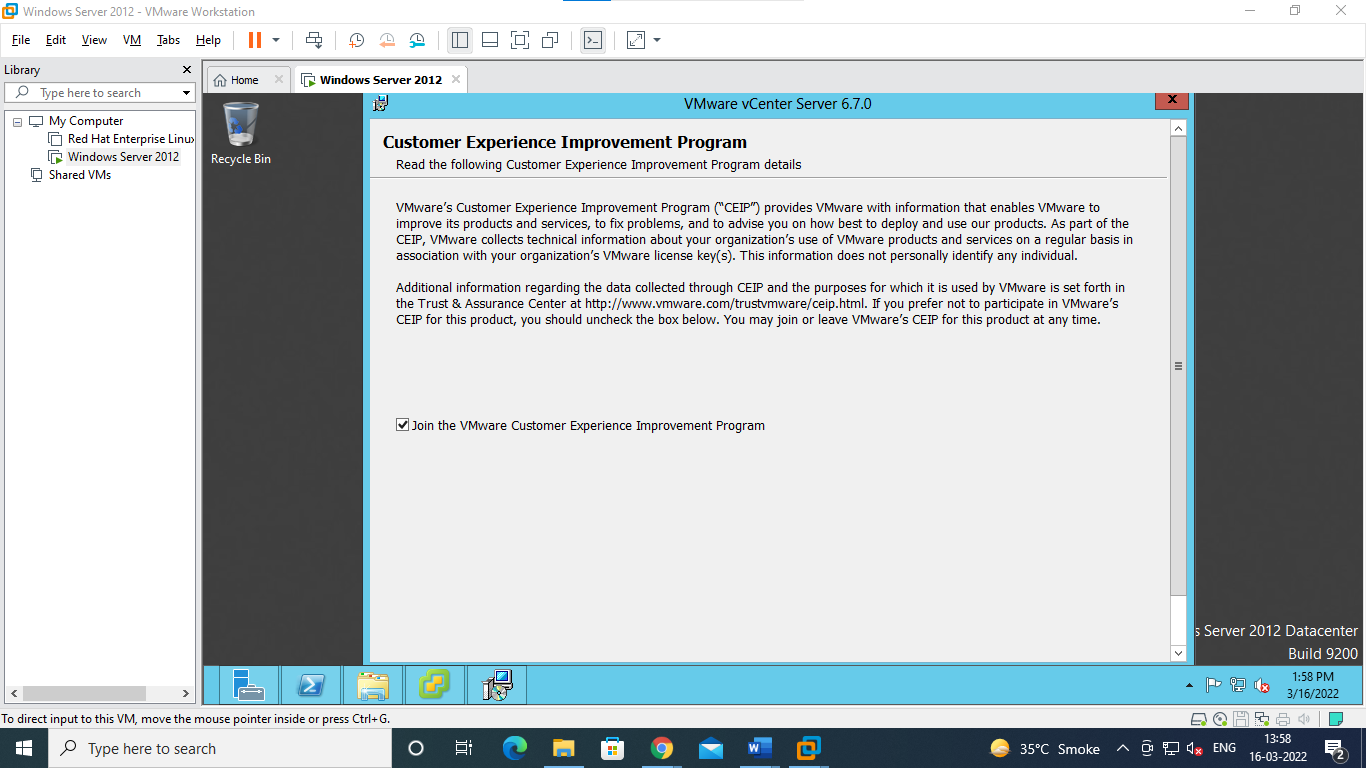 Windows Server 2012 - VMware Workstation
File Edit View VM Tabs Help
Library
Type here to search
My Computer
Red Hat Enterprise Linux
Windows Server 2012
Shared VMs
Home
Windows Server 2012
Recycle Bin
VMware vCenter Server 6.7.0
Customer Experience Improvement Program
Read the following Customer Experience Improvement Program details
VMware’s Customer Experience Improvement Program (“CEIP”) provides VMware with information that enables VMware to
improve its products and services, to fix problems, and to advise you on how best to deploy and use our products. As part of the
CEIP, VMware collects technical information about your organization’s use of VMware products and services on a regular basis in
association with your organization’s VMware license key(s). This information does not personally identify any individual.
Additional information regarding the data collected through CEIP and the purposes for which it is used by VMware is set forth in
the Trust & Assurance Center at http://www.vmware.com/trustvmware/ceip.html. If you prefer not to participate in VMware’s
CEIP for this product, you should uncheck the box below. You may join or leave VMware’s CEIP for this product at any time.
Join the VMware Customer Experience Improvement Program
s Server 2012 Datacenter
Build 9200
1:58 PM
3/16/2022
To direct input to this VM, move the mouse pointer inside or press Ctrl+G.
Type here to search
35°C Smoke
ENG
13:58
16-03-2022
2